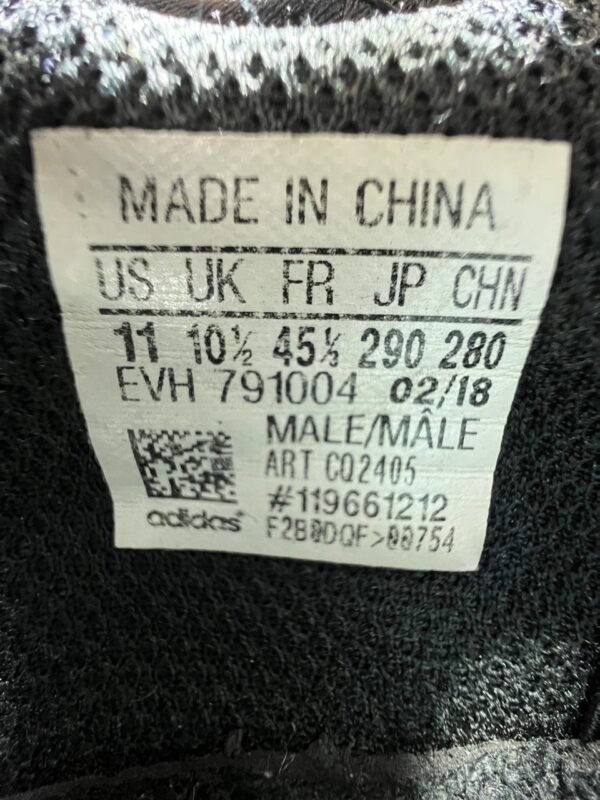 MADE IN CHINA
US UK FR JP CHN
11 10½ 45⅓ 290 280
EVH 791004 02/18
MALE/MÂLE
ART CQ2405
#119661212
F2B0DQF>00754
adidas